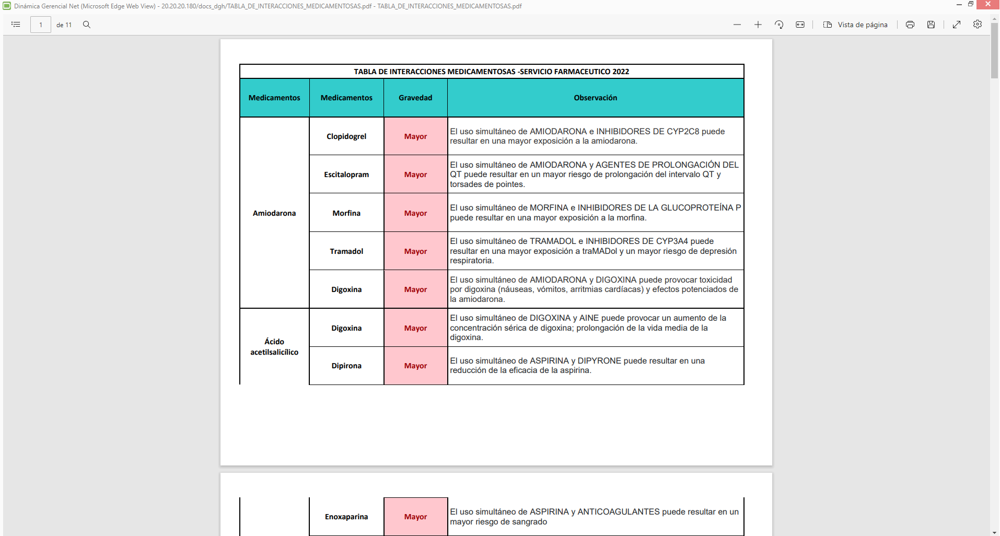 Dinámica Gerencial Net (Microsoft Edge Web View) - 20.20.20.180/docs_dgh/TABLA_DE_INTERACCIONES_MEDICAMENTOSAS.pdf - TABLA_DE_INTERACCIONES_MEDICAMENTOSAS.pdf
1 de 11
Vista de página
TABLA DE INTERACCIONES MEDICAMENTOSAS -SERVICIO FARMACEUTICO 2022
Medicamentos Medicamentos Gravedad Observación
Amiodarona
Clopidogrel
Mayor
El uso simultáneo de AMIODARONA e INHIBIDORES DE CYP2C8 puede
resultar en una mayor exposición a la amiodarona.
Escitalopram
Mayor
El uso simultáneo de AMIODARONA y AGENTES DE PROLONGACIÓN DEL
QT puede resultar en un mayor riesgo de prolongación del intervalo QT y
torsades de pointes.
Morfina
Mayor
El uso simultáneo de MORFINA e INHIBIDORES DE LA GLUCOPROTEÍNA P
puede resultar en una mayor exposición a la morfina.
Tramadol
Mayor
El uso simultáneo de TRAMADOL e INHIBIDORES DE CYP3A4 puede
resultar en una mayor exposición a traMADol y un mayor riesgo de depresión
respiratoria.
Digoxina
Mayor
El uso simultáneo de AMIODARONA y DIGOXINA puede provocar toxicidad
por digoxina (náuseas, vómitos, arritmias cardíacas) y efectos potenciados de
la amiodarona.
Ácido
acetilsalicílico
Digoxina
Mayor
El uso simultáneo de DIGOXINA y AINE puede provocar un aumento de la
concentración sérica de digoxina; prolongación de la vida media de la
digoxina.
Dipirona
Mayor
El uso simultáneo de ASPIRINA y DIPYRONE puede resultar en una
reducción de la eficacia de la aspirina.
Enoxaparina
Mayor
El uso simultáneo de ASPIRINA y ANTICOAGULANTES puede resultar en un
mayor riesgo de sangrado